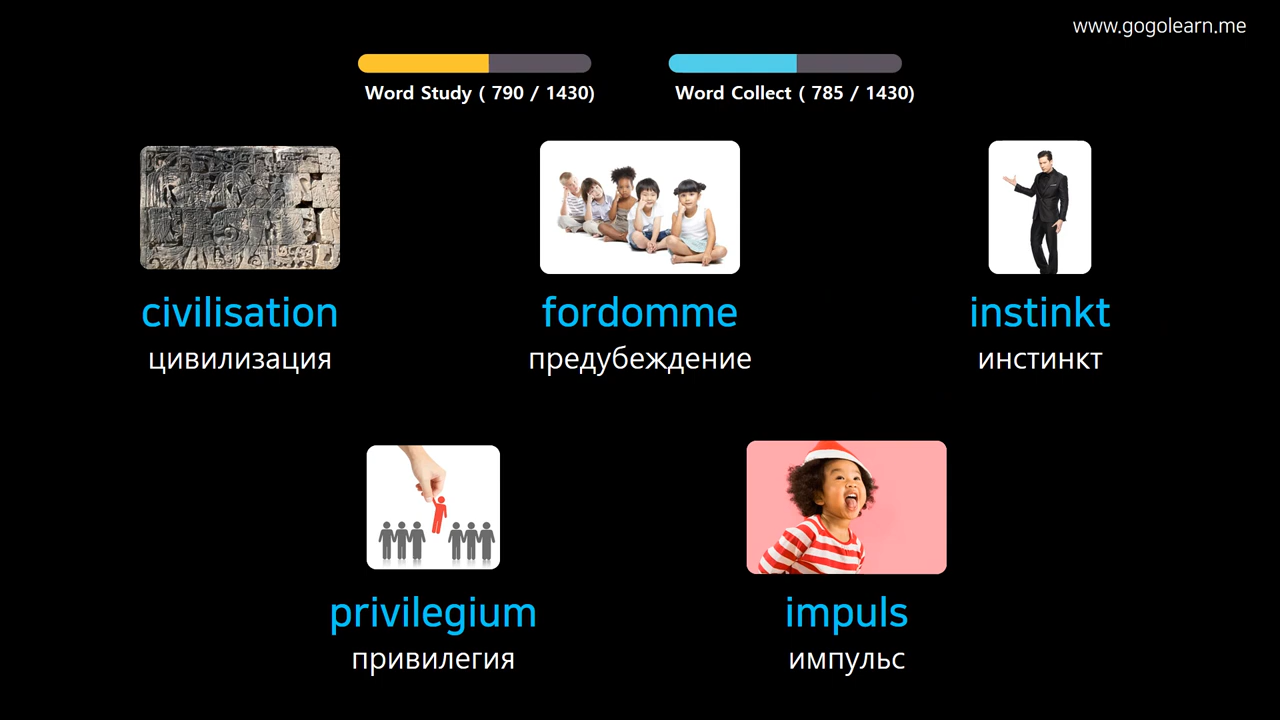 www.gogolearn.me
Word Study ( 790 / 1430)
Word Collect ( 785 / 1430)
civilisation
цивилизация
fordomme
предубеждение
instinkt
инстинкт
privilegium
привилегия
impuls
импульс